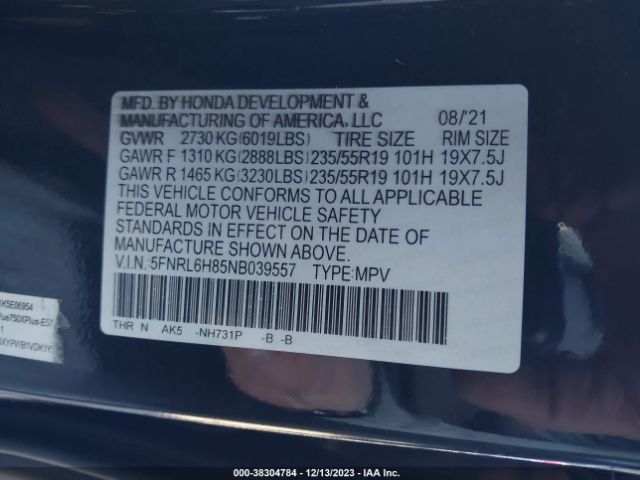 MFD. BY HONDA DEVELOPMENT &
MANUFACTURING OF AMERICA, LLC 08/'21
GVWR 2730 KG(6019LBS) TIRE SIZE RIM SIZE
GAWR F 1310 KG(2888LBS) 235/55R19 101H 19X7.5J
GAWR R 1465 KG(3230LBS) 235/55R19 101H 19X7.5J
THIS VEHICLE CONFORMS TO ALL APPLICABLE
FEDERAL MOTOR VEHICLE SAFETY
STANDARDS IN EFFECT ON THE DATE OF
MANUFACTURE SHOWN ABOVE.
V.I.N.:5FNRL6H85NB039557 TYPE:MPV
THR N AK5 -NH731P -B -B
000-38304784 - 12/13/2023 - IAA Inc.